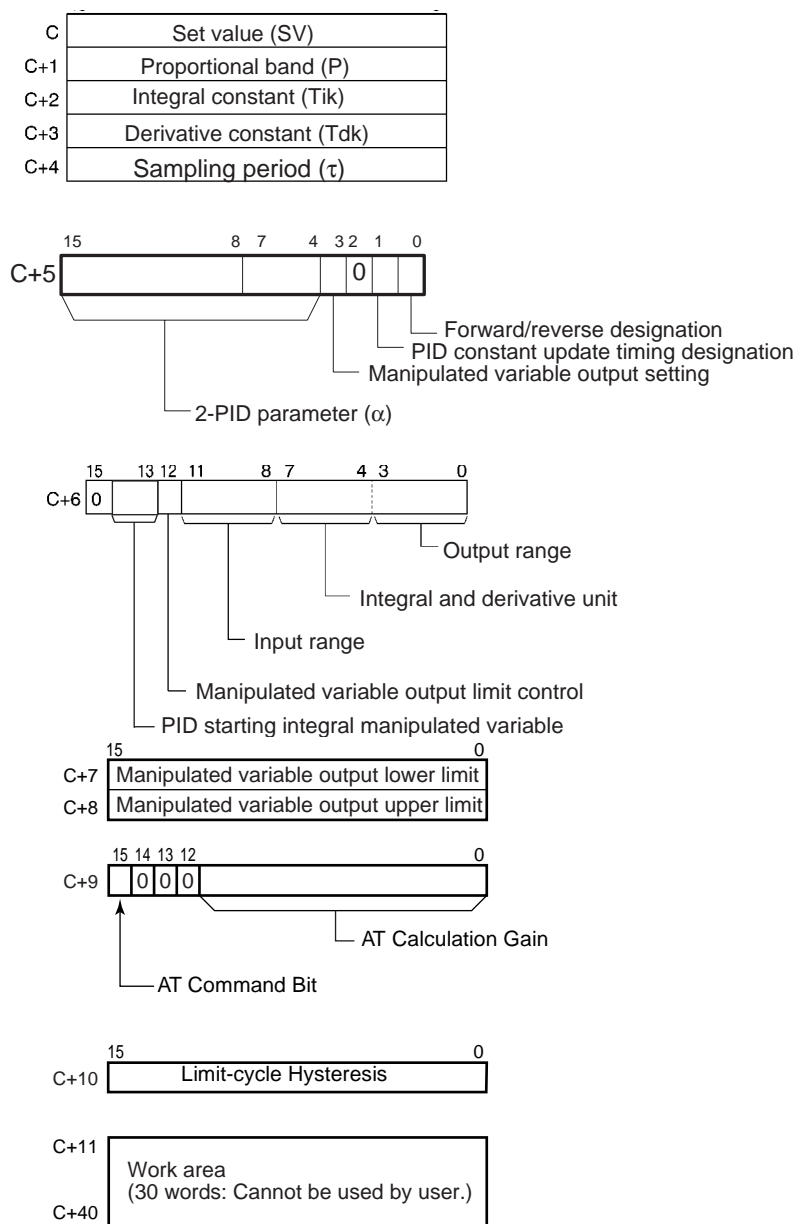 C Set value (SV)
C+1 Proportional band (P)
C+2 Integral constant (Tik)
C+3 Derivative constant (Tdk)
C+4 Sampling period (τ)
15 8 7 4 3 2 1 0
C+5 0
Forward/reverse designation
PID constant update timing designation
Manipulated variable output setting
2-PID parameter (α)
15 13 12 11 8 7 4 3 0
C+6 0
Output range
Integral and derivative unit
Input range
Manipulated variable output limit control
PID starting integral manipulated variable
15 0
C+7 Manipulated variable output lower limit
C+8 Manipulated variable output upper limit
15 14 13 12 0
C+9 0 0 0
AT Calculation Gain
AT Command Bit
15 0
C+10 Limit-cycle Hysteresis
C+11
Work area
(30 words: Cannot be used by user.)
C+40